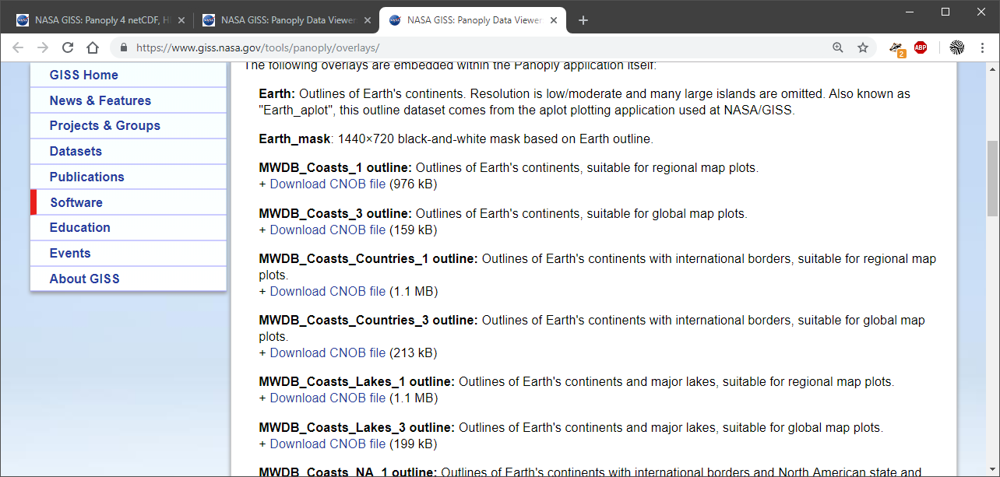 NASA GISS: Panoply 4 netCDF, H
NASA GISS: Panoply Data Viewer
NASA GISS: Panoply Data Viewer
https://www.giss.nasa.gov/tools/panoply/overlays/
2
ABP
GISS Home
News & Features
Projects & Groups
Datasets
Publications
Software
Education
Events
About GISS
The following overlays are embedded within the Panoply application itself:
Earth: Outlines of Earth's continents. Resolution is low/moderate and many large islands are omitted. Also known as
"Earth_aplot", this outline dataset comes from the aplot plotting application used at NASA/GISS.
Earth_mask: 1440×720 black-and-white mask based on Earth outline.
MWDB_Coasts_1 outline: Outlines of Earth's continents, suitable for regional map plots.
+ Download CNOB file (976 kB)
MWDB_Coasts_3 outline: Outlines of Earth's continents, suitable for global map plots.
+ Download CNOB file (159 kB)
MWDB_Coasts_Countries_1 outline: Outlines of Earth's continents with international borders, suitable for regional map
plots.
+ Download CNOB file (1.1 MB)
MWDB_Coasts_Countries_3 outline: Outlines of Earth's continents with international borders, suitable for global map
plots.
+ Download CNOB file (213 kB)
MWDB_Coasts_Lakes_1 outline: Outlines of Earth's continents and major lakes, suitable for regional map plots.
+ Download CNOB file (1.1 MB)
MWDB_Coasts_Lakes_3 outline: Outlines of Earth's continents and major lakes, suitable for global map plots.
+ Download CNOB file (199 kB)
MWDB_Coasts_NA_1 outline: Outlines of Earth's continents with international borders and North American state and